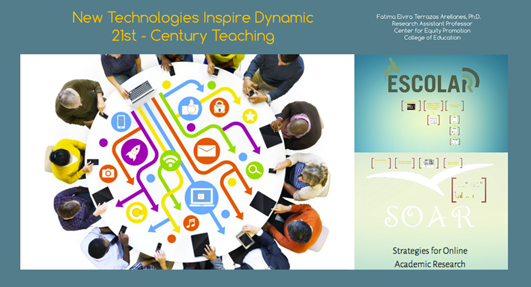 New Technologies Inspire Dynamic
21st - Century Teaching
Fatima Elvira Terrazas Arellanes, Ph.D.
Research Assistant Professor
Center for Equity Promotion
College of Education
ESCOLAR
SOAR
Strategies for Online
Academic Research